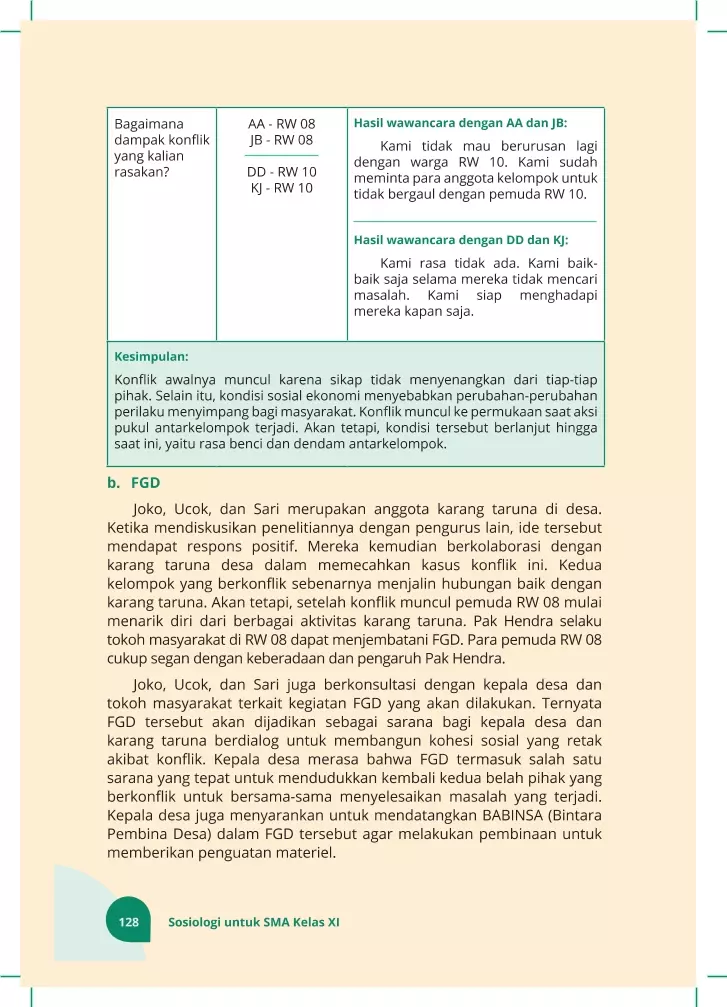 Bagaimana
dampak konflik
yang kalian
rasakan?
AA - RW 08
JB - RW 08
DD - RW 10
KJ - RW 10
Hasil wawancara dengan AA dan JB:
Kami tidak mau berurusan lagi
dengan warga RW 10. Kami sudah
meminta para anggota kelompok untuk
tidak bergaul dengan pemuda RW 10.
Hasil wawancara dengan DD dan KJ:
Kami rasa tidak ada. Kami baik-
baik saja selama mereka tidak mencari
masalah. Kami siap menghadapi
mereka kapan saja.
Kesimpulan:
Konflik awalnya muncul karena sikap tidak menyenangkan dari tiap-tiap
pihak. Selain itu, kondisi sosial ekonomi menyebabkan perubahan-perubahan
perilaku menyimpang bagi masyarakat. Konflik muncul ke permukaan saat aksi
pukul antarkelompok terjadi. Akan tetapi, kondisi tersebut berlanjut hingga
saat ini, yaitu rasa benci dan dendam antarkelompok.
b. FGD
Joko, Ucok, dan Sari merupakan anggota karang taruna di desa.
Ketika mendiskusikan penelitiannya dengan pengurus lain, ide tersebut
mendapat respons positif. Mereka kemudian berkolaborasi dengan
karang taruna desa dalam memecahkan kasus konflik ini. Kedua
kelompok yang berkonflik sebenarnya menjalin hubungan baik dengan
karang taruna. Akan tetapi, setelah konflik muncul pemuda RW 08 mulai
menarik diri dari berbagai aktivitas karang taruna. Pak Hendra selaku
tokoh masyarakat di RW 08 dapat menjembatani FGD. Para pemuda RW 08
cukup segan dengan keberadaan dan pengaruh Pak Hendra.
Joko, Ucok, dan Sari juga berkonsultasi dengan kepala desa dan
tokoh masyarakat terkait kegiatan FGD yang akan dilakukan. Ternyata
FGD tersebut akan dijadikan sebagai sarana bagi kepala desa dan
karang taruna berdialog untuk membangun kohesi sosial yang retak
akibat konflik. Kepala desa merasa bahwa FGD termasuk salah satu
sarana yang tepat untuk mendudukkan kembali kedua belah pihak yang
berkonflik untuk bersama-sama menyelesaikan masalah yang terjadi.
Kepala desa juga menyarankan untuk mendatangkan BABINSA (Bintara
Pembina Desa) dalam FGD tersebut agar melakukan pembinaan untuk
memberikan penguatan materiel.
128
Sosiologi untuk SMA Kelas XI